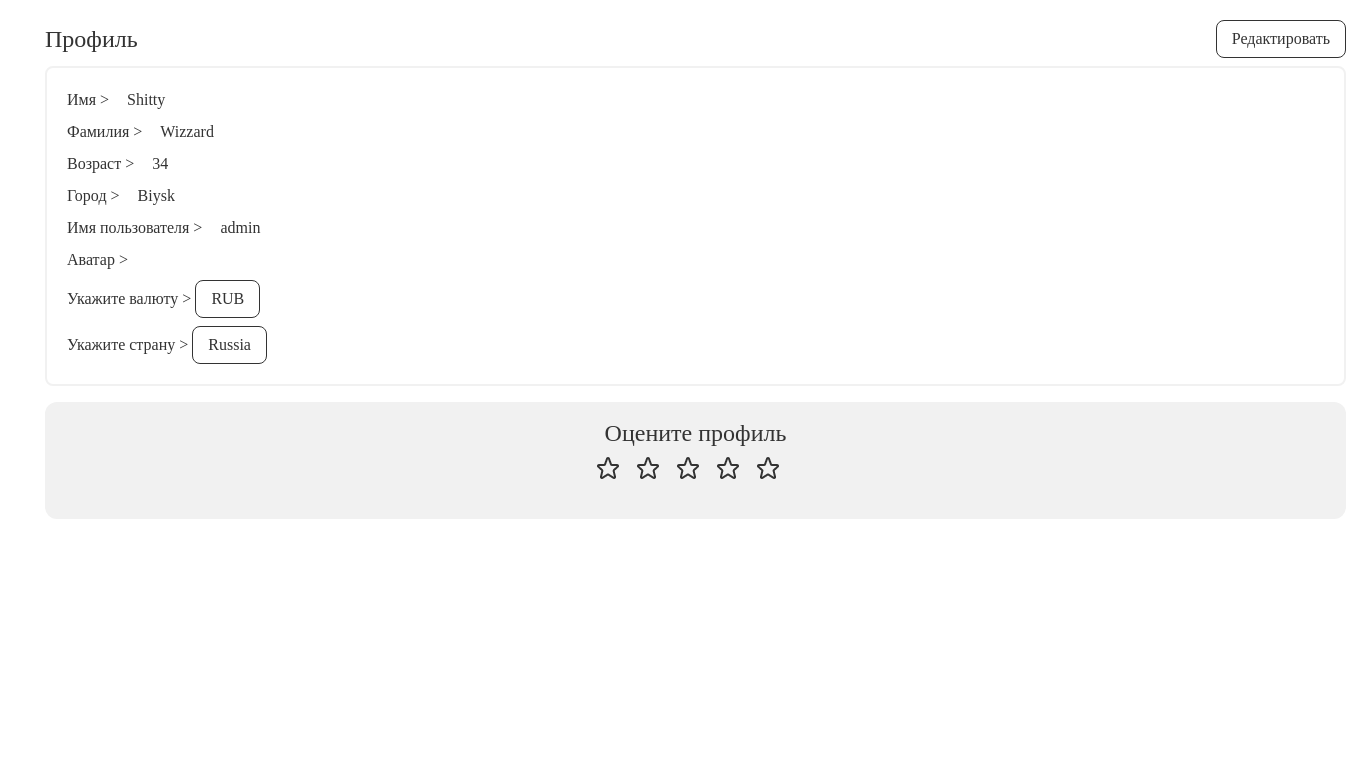 Профиль
Редактировать
Имя > Shitty
Фамилия > Wizzard
Возраст > 34
Город > Biysk
Имя пользователя > admin
Аватар >
Укажите валюту > RUB
Укажите страну > Russia
Оцените профиль